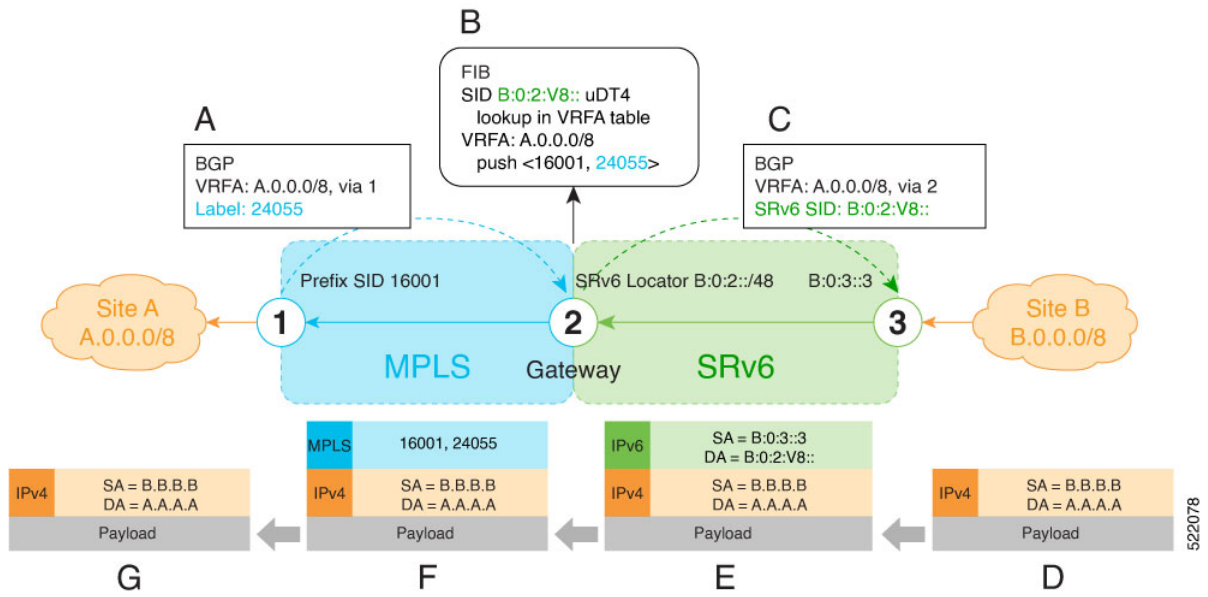 B
FIB
SID B:0:2:V8:: uDT4
lookup in VRFA table
VRFA: A.0.0.0/8
push <16001, 24055>
A
BGP
VRFA: A.0.0.0/8, via 1
Label: 24055
C
BGP
VRFA: A.0.0.0/8, via 2
SRv6 SID: B:0:2:V8::
Prefix SID 16001
SRv6 Locator B:0:2::/48
B:0:3::3
Site A
A.0.0.0/8
1
2
3
Site B
B.0.0.0/8
MPLS
Gateway
SRv6
IPv4
SA = B.B.B.B
DA = A.A.A.A
Payload
MPLS
16001, 24055
IPv4
SA = B.B.B.B
DA = A.A.A.A
Payload
IPv6
SA = B:0:3::3
DA = B:0:2:V8::
IPv4
SA = B.B.B.B
DA = A.A.A.A
Payload
IPv4
SA = B.B.B.B
DA = A.A.A.A
Payload
522078
G
F
E
D